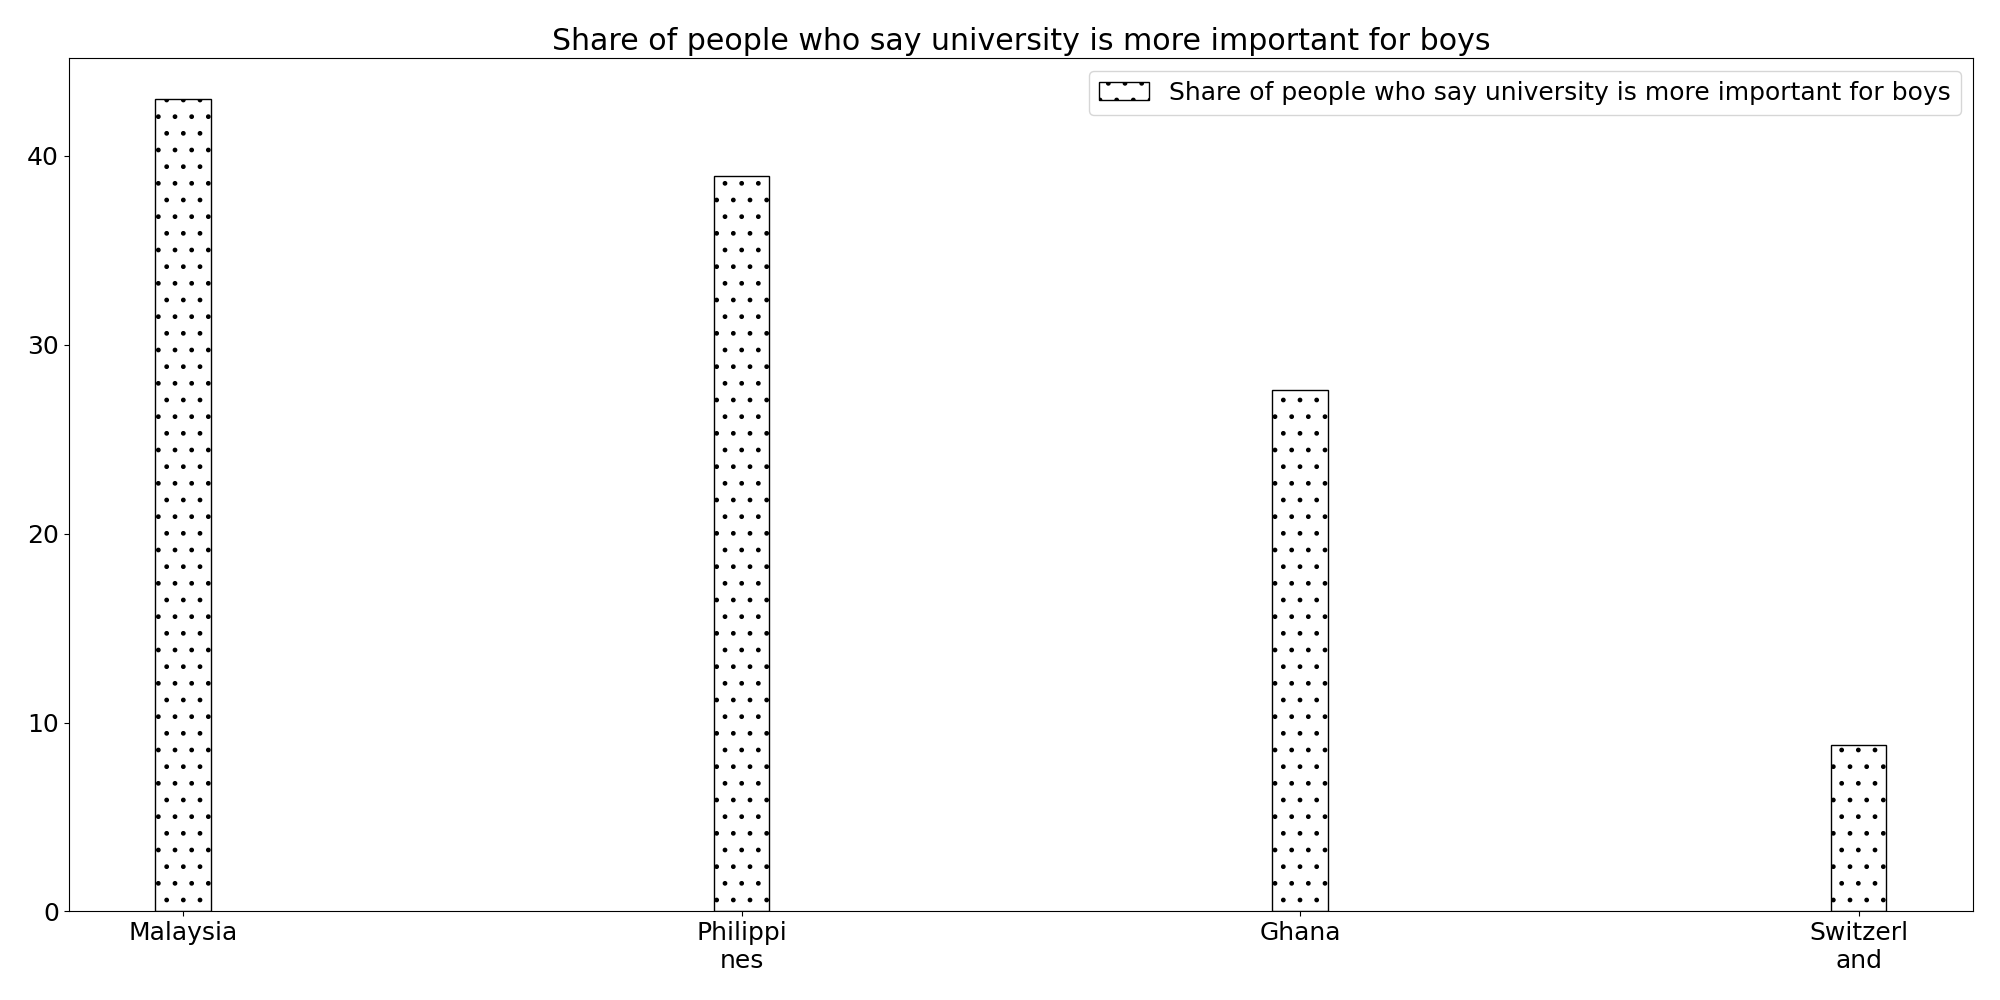 Share of people who say university is more important for boys
Share of people who say university is more important for boys
40
30
20
10
0
Malaysia
Philippi
nes
Ghana
Switzerl
and